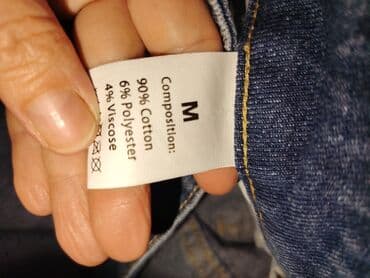 M
Composition:
90% Cotton
6% Polyester
4% Viscose